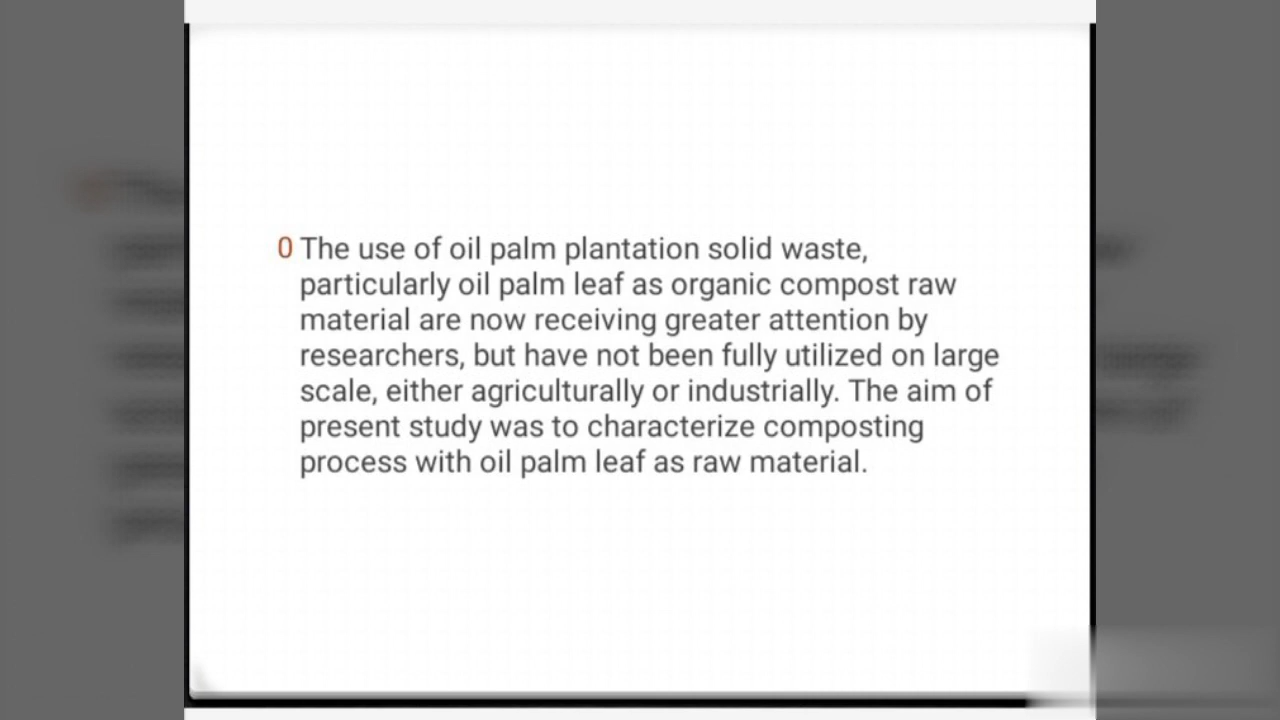 0 The use of oil palm plantation solid waste,
particularly oil palm leaf as organic compost raw
material are now receiving greater attention by
researchers, but have not been fully utilized on large
scale, either agriculturally or industrially. The aim of
present study was to characterize composting
process with oil palm leaf as raw material.